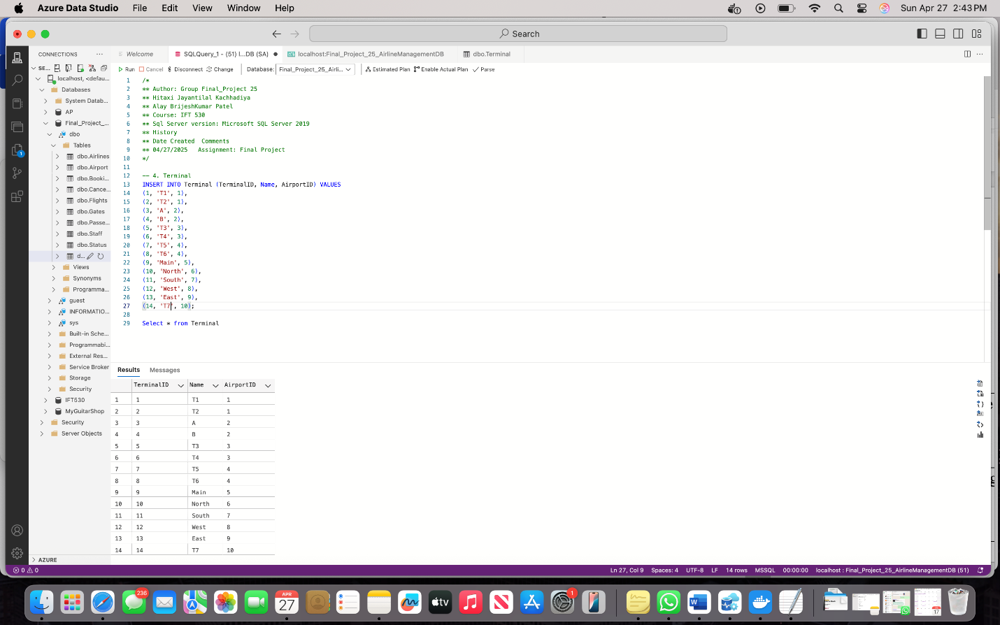 Azure Data Studio File Edit View Window Help
Sun Apr 27 2:43 PM
Search
CONNECTIONS
Welcome
SQLQuery_1 - (51) l...DB (SA)
localhost:Final_Project_25_AirlineManagementDB
dbo.Terminal
SE...
Run Cancel Disconnect Change Database: Final_Project_25_Airli... Estimated Plan Enable Actual Plan Parse
localhost, <defau...
Databases
System Datab...
AP
Final_Project_...
dbo
Tables
dbo.Airlines
dbo.Airport
dbo.Booki...
dbo.Cance...
dbo.Flights
dbo.Gates
dbo.Passe...
dbo.Staff
dbo.Status
d...
Views
Synonyms
Programma...
guest
INFORMATIO...
sys
Built-in Sche...
Programmabi...
External Res...
Service Broker
Storage
Security
IFT530
MyGuitarShop
Security
Server Objects
AZURE
1
1 /*
2 ** Author: Group Final_Project 25
3 ** Hitaxi Jayantilal Kachhadiya
4 ** Alay BrijeshKumar Patel
5 ** Course: IFT 530
6 ** Sql Server version: Microsoft SQL Server 2019
7 ** History
8 ** Date Created Comments
9 ** 04/27/2025 Assignment: Final Project
10 */
11
12 -- 4. Terminal
13 INSERT INTO Terminal (TerminalID, Name, AirportID) VALUES
14 (1, 'T1', 1),
15 (2, 'T2', 1),
16 (3, 'A', 2),
17 (4, 'B', 2),
18 (5, 'T3', 3),
19 (6, 'T4', 3),
20 (7, 'T5', 4),
21 (8, 'T6', 4),
22 (9, 'Main', 5),
23 (10, 'North', 6),
24 (11, 'South', 7),
25 (12, 'West', 8),
26 (13, 'East', 9),
27 (14, 'T7', 10);
28
29 Select * from Terminal
Results Messages
TerminalID Name AirportID
1 1 T1 1
2 2 T2 1
3 3 A 2
4 4 B 2
5 5 T3 3
6 6 T4 3
7 7 T5 4
8 8 T6 4
9 9 Main 5
10 10 North 6
11 11 South 7
12 12 West 8
13 13 East 9
14 14 T7 10
0 0
Ln 27, Col 9 Spaces: 4 UTF-8 LF 14 rows MSSQL 00:00:00 localhost : Final_Project_25_AirlineManagementDB (51)
236
APR
27
tv
1
W
17